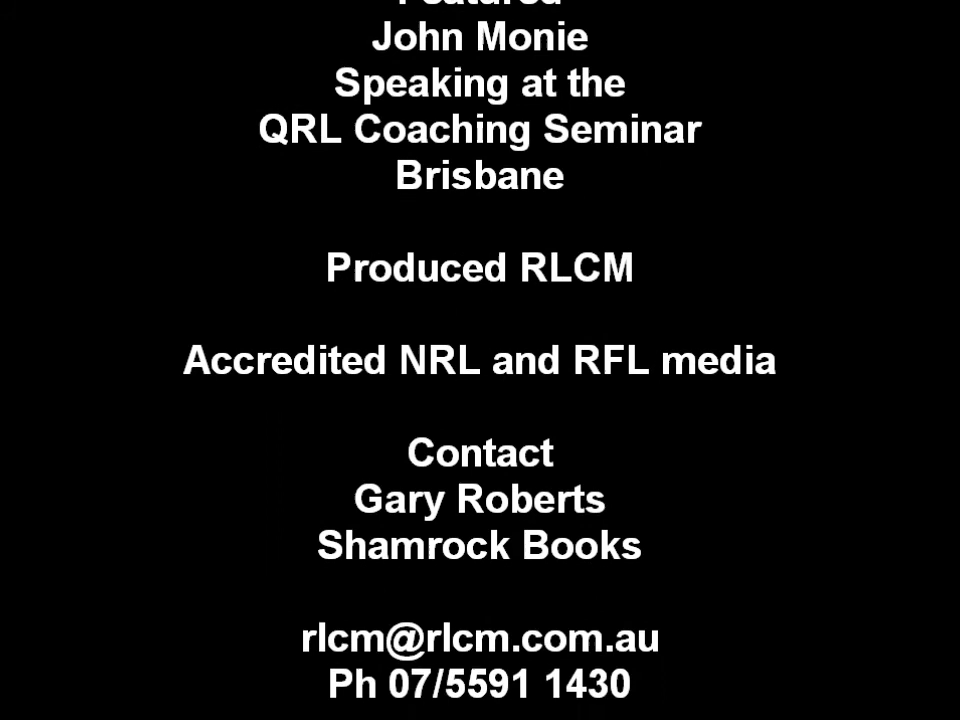 Featured
John Monie
Speaking at the
QRL Coaching Seminar
Brisbane
Produced RLCM
Accredited NRL and RFL media
Contact
Gary Roberts
Shamrock Books
rlcm@rlcm.com.au
Ph 07/5591 1430